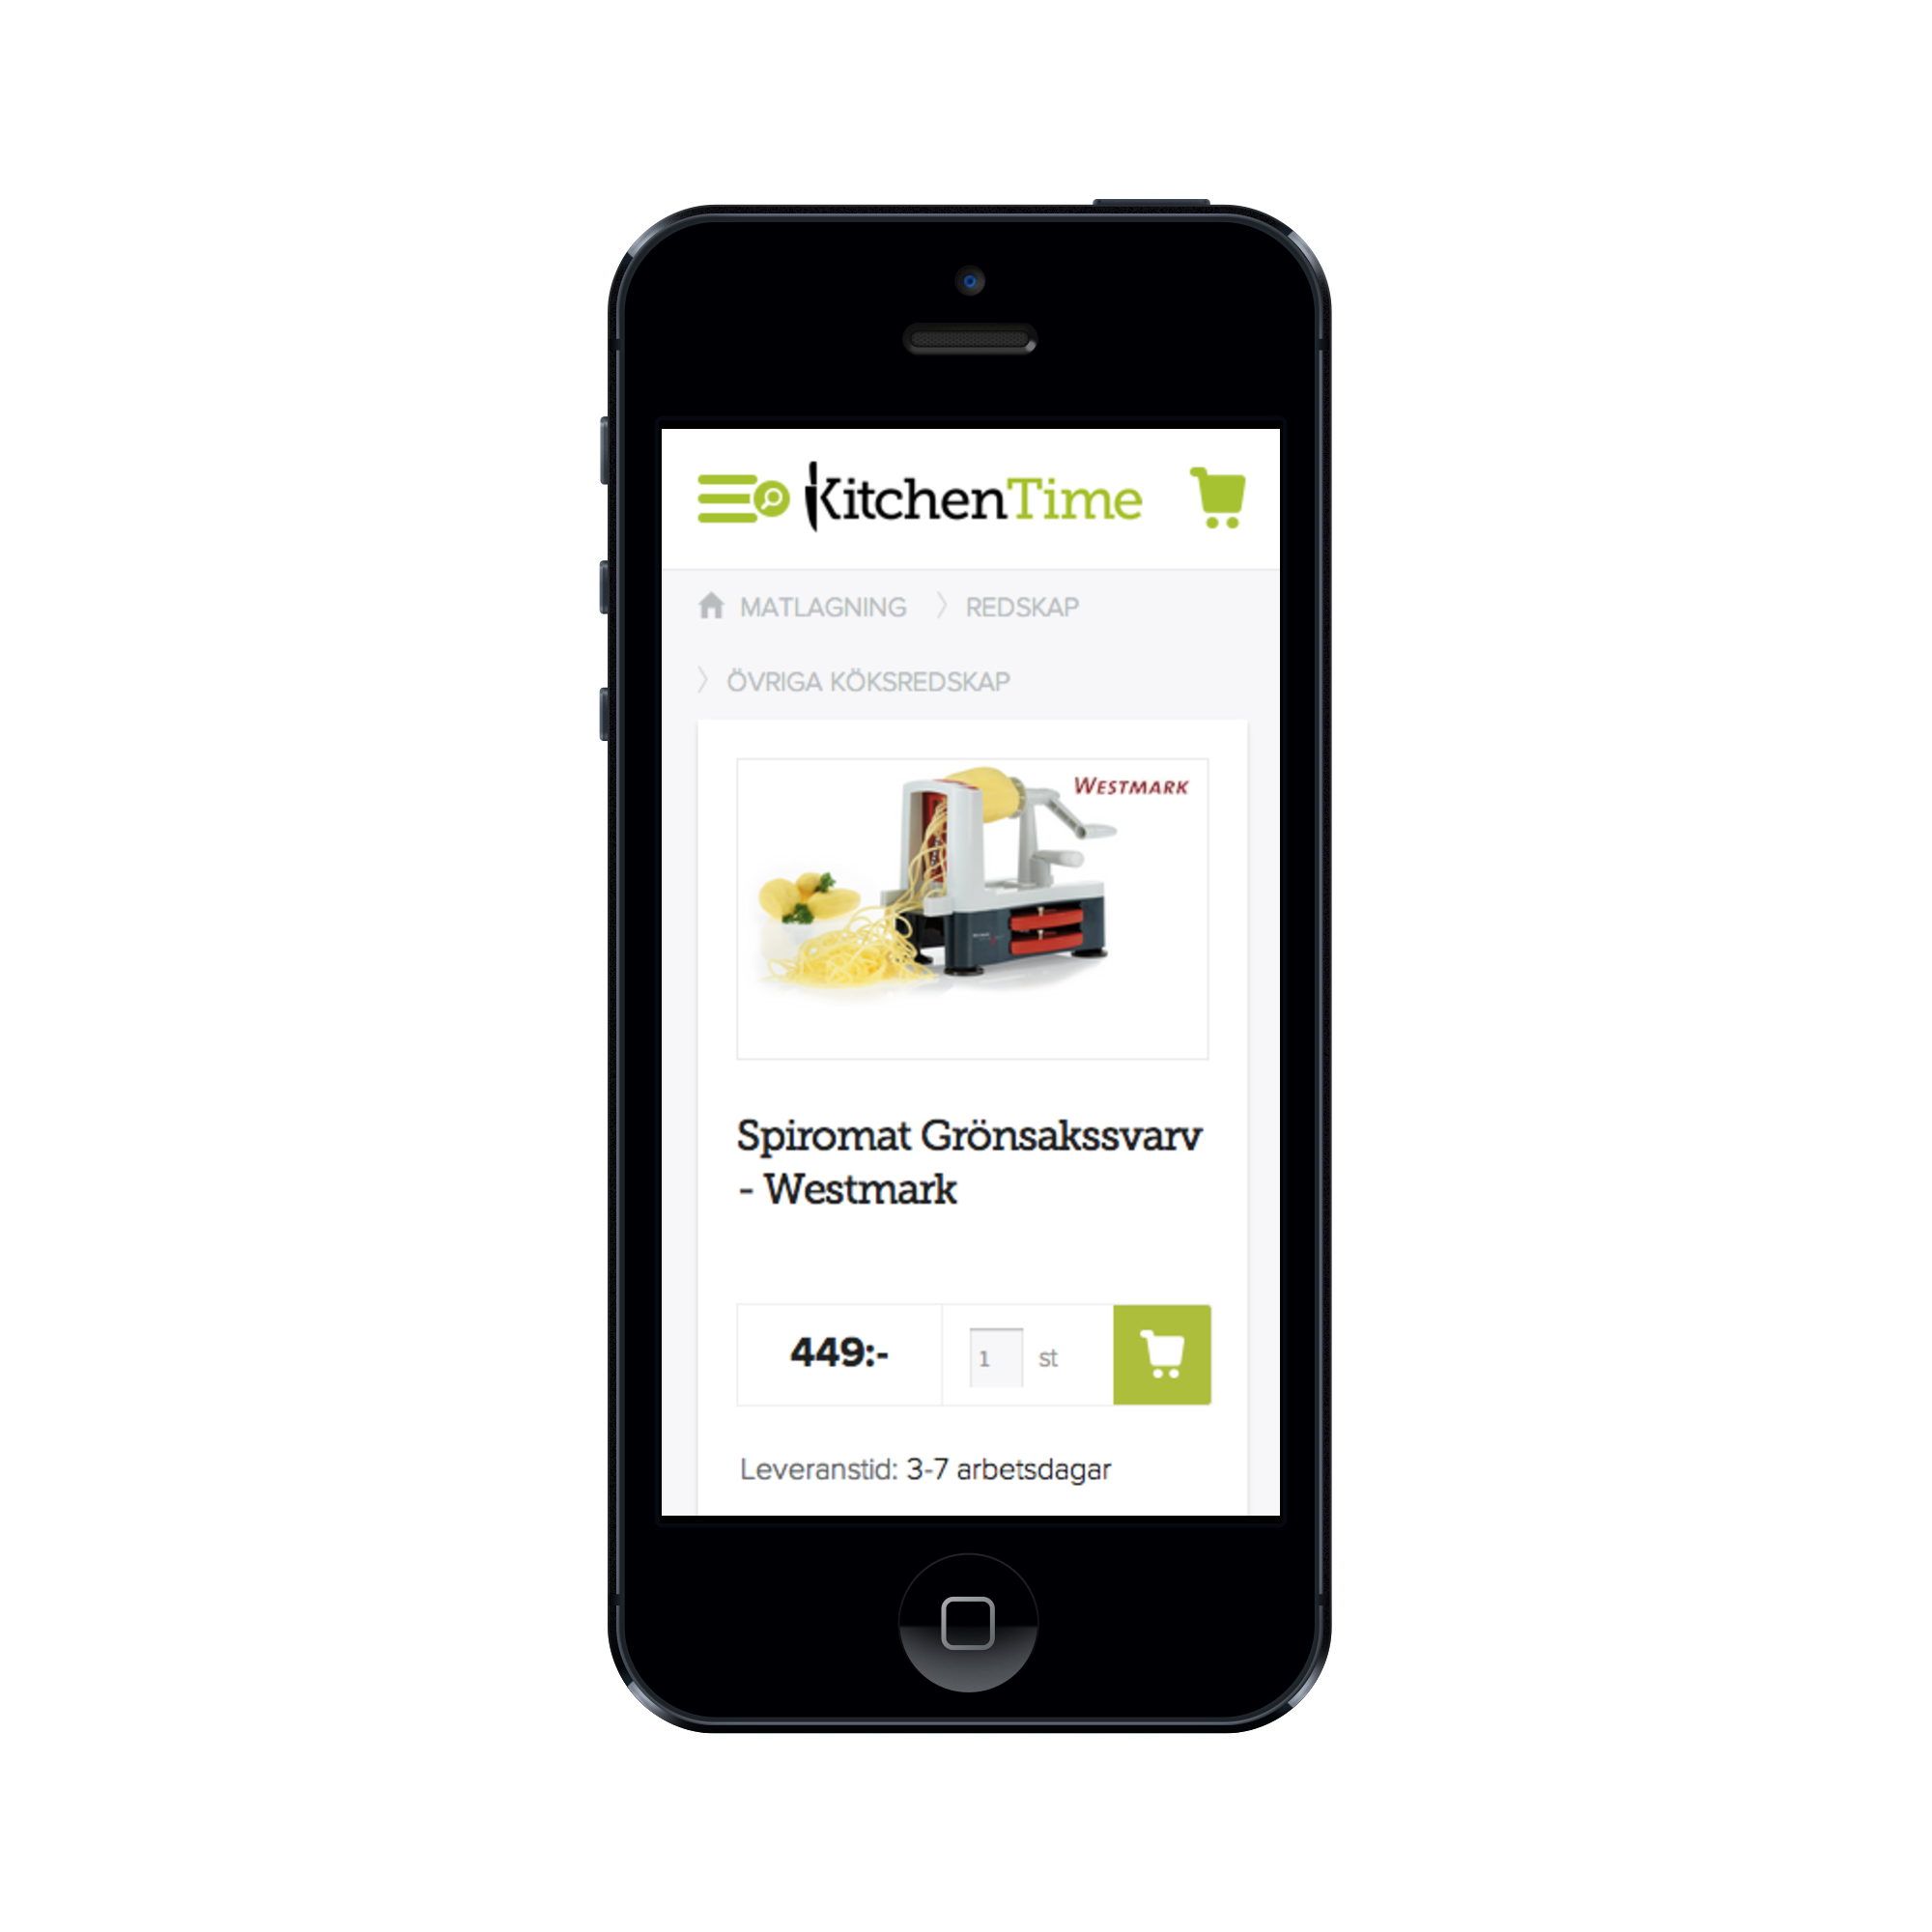 KitchenTime
MATLAGNING 〉 REDSKAP
〉 ÖVRIGA KÖKSREDSKAP
WESTMARK
Spiromat Grönsakssvarv
- Westmark
449:- 1 st
Leveranstid: 3-7 arbetsdagar